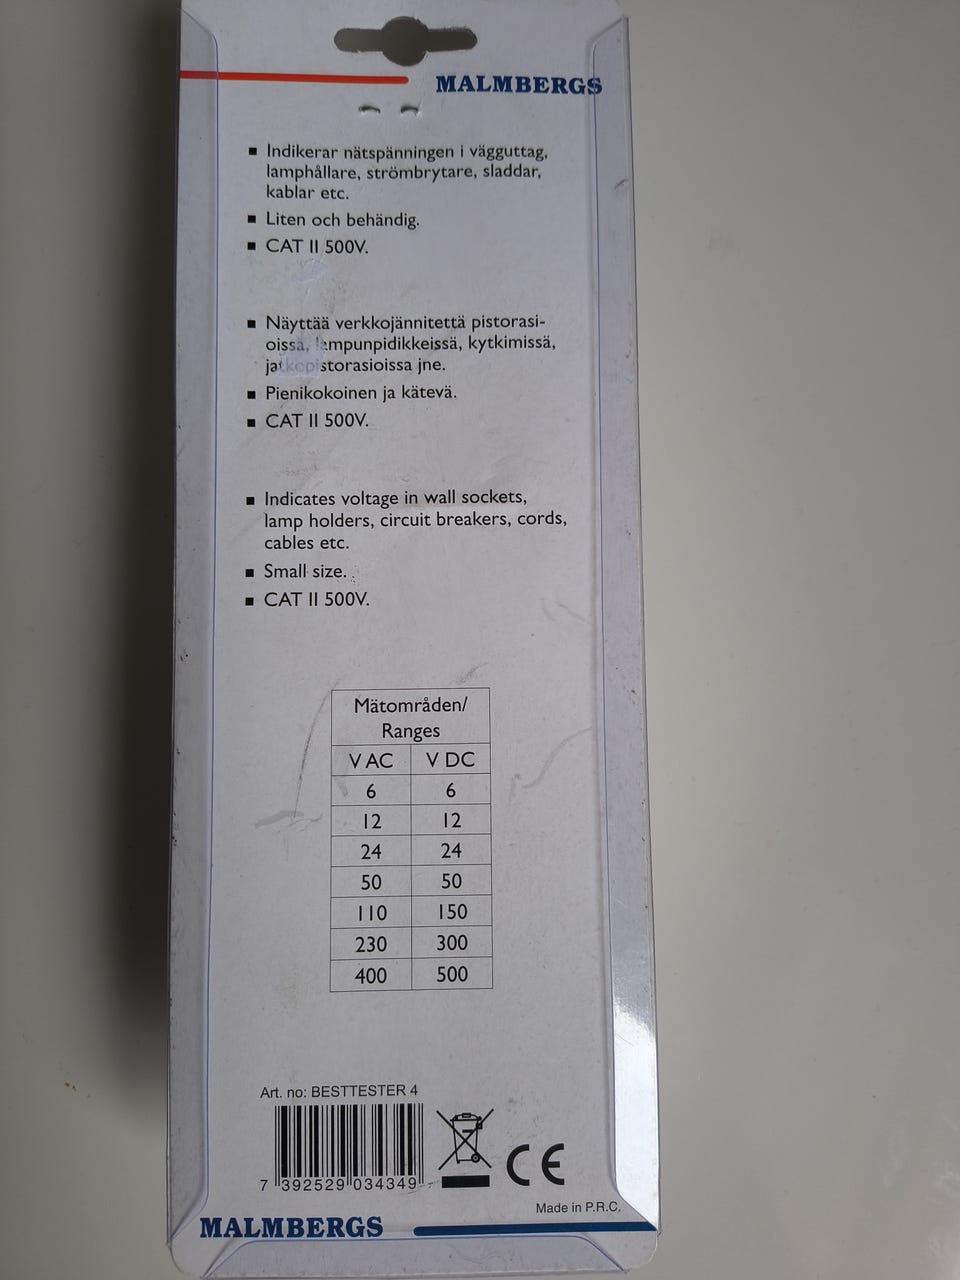 MALMBERGS
▪ Indikerar nätspänningen i vägguttag,
lamphållare, strömbrytare, sladdar,
kablar etc.
▪ Liten och behändig.
▪ CAT II 500V.
▪ Näyttää verkkojännitettä pistorasi-
oissa, lampunpidikkeissä, kytkimissä,
jatkopistorasioissa jne.
▪ Pienikokoinen ja kätevä.
▪ CAT II 500V.
▪ Indicates voltage in wall sockets,
lamp holders, circuit breakers, cords,
cables etc.
▪ Small size.
▪ CAT II 500V.
Mätområden/
Ranges
V AC V DC
6 6
12 12
24 24
50 50
110 150
230 300
400 500
Art. no: BESTTESTER 4
7 392529 034349
CE
Made in P.R.C.
MALMBERGS